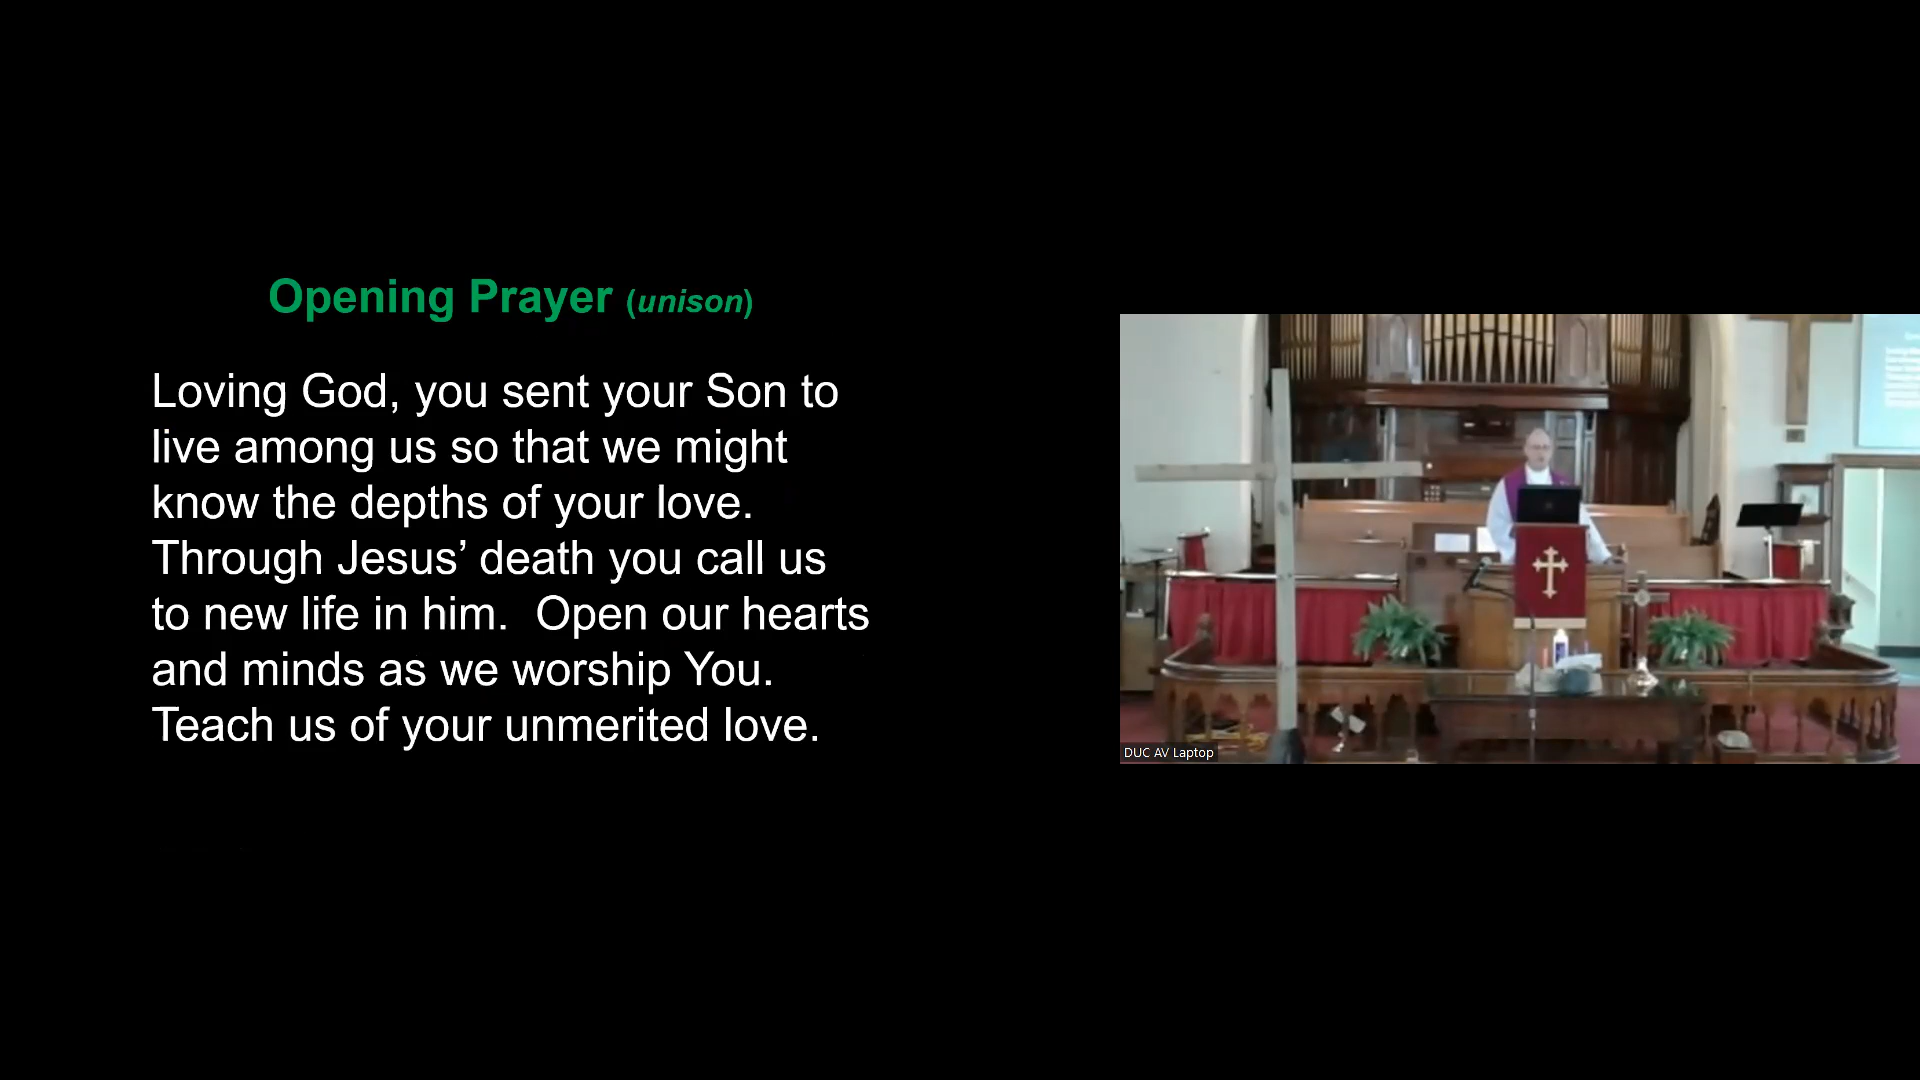 Opening Prayer (unison)
Loving God, you sent your Son to
live among us so that we might
know the depths of your love.
Through Jesus’ death you call us
to new life in him.  Open our hearts
and minds as we worship You.
Teach us of your unmerited love.
DUC AV Laptop